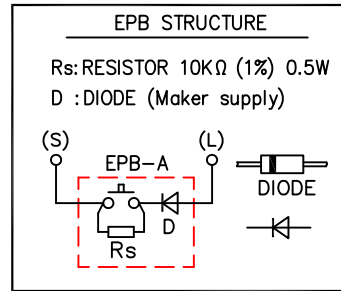 EPB STRUCTURE
Rs: RESISTOR 10KΩ (1%) 0.5W
D : DIODE (Maker supply)
(S) (L)
EPB-A
DIODE
D
Rs